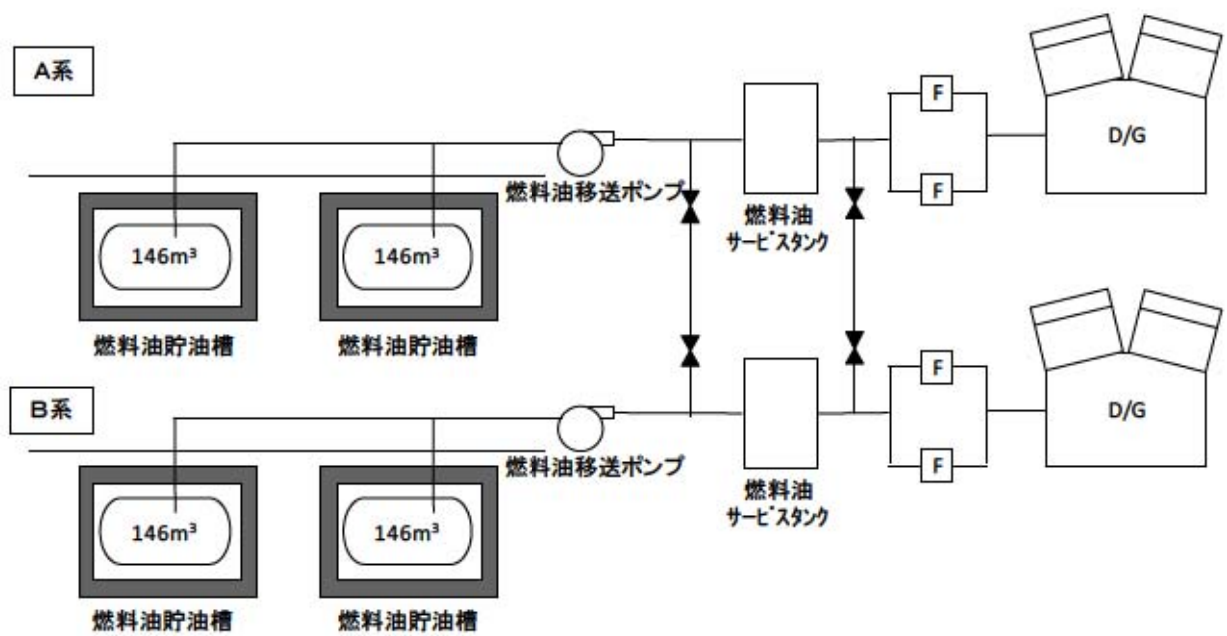 A系
F
D/G
燃料油移送ポンプ
F
燃料油
サービスタンク
146m³
146m³
燃料油貯油槽
燃料油貯油槽
B系
F
D/G
燃料油移送ポンプ
F
燃料油
サービスタンク
146m³
146m³
燃料油貯油槽
燃料油貯油槽